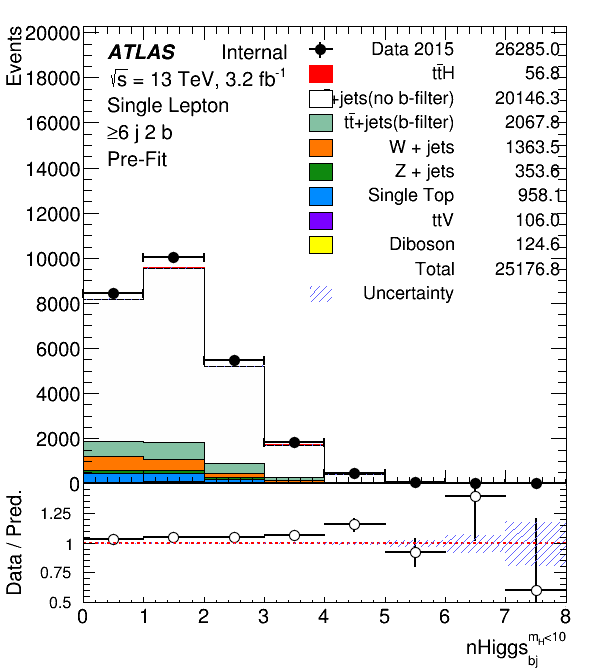 Events
20000
18000
16000
14000
12000
10000
8000
6000
4000
2000
0
ATLAS Internal
√s = 13 TeV, 3.2 fb⁻¹
Single Lepton
≥6 j 2 b
Pre-Fit
Data 2015 26285.0
tt̄H 56.8
+jets(no b-filter) 20146.3
tt̄+jets(b-filter) 2067.8
W + jets 1363.5
Z + jets 353.6
Single Top 958.1
ttV 106.0
Diboson 124.6
Total 25176.8
Uncertainty
Data / Pred.
1.25
1
0.75
0.5
0 1 2 3 4 5 6 7 8
nHiggs_bj^{m_H<10}